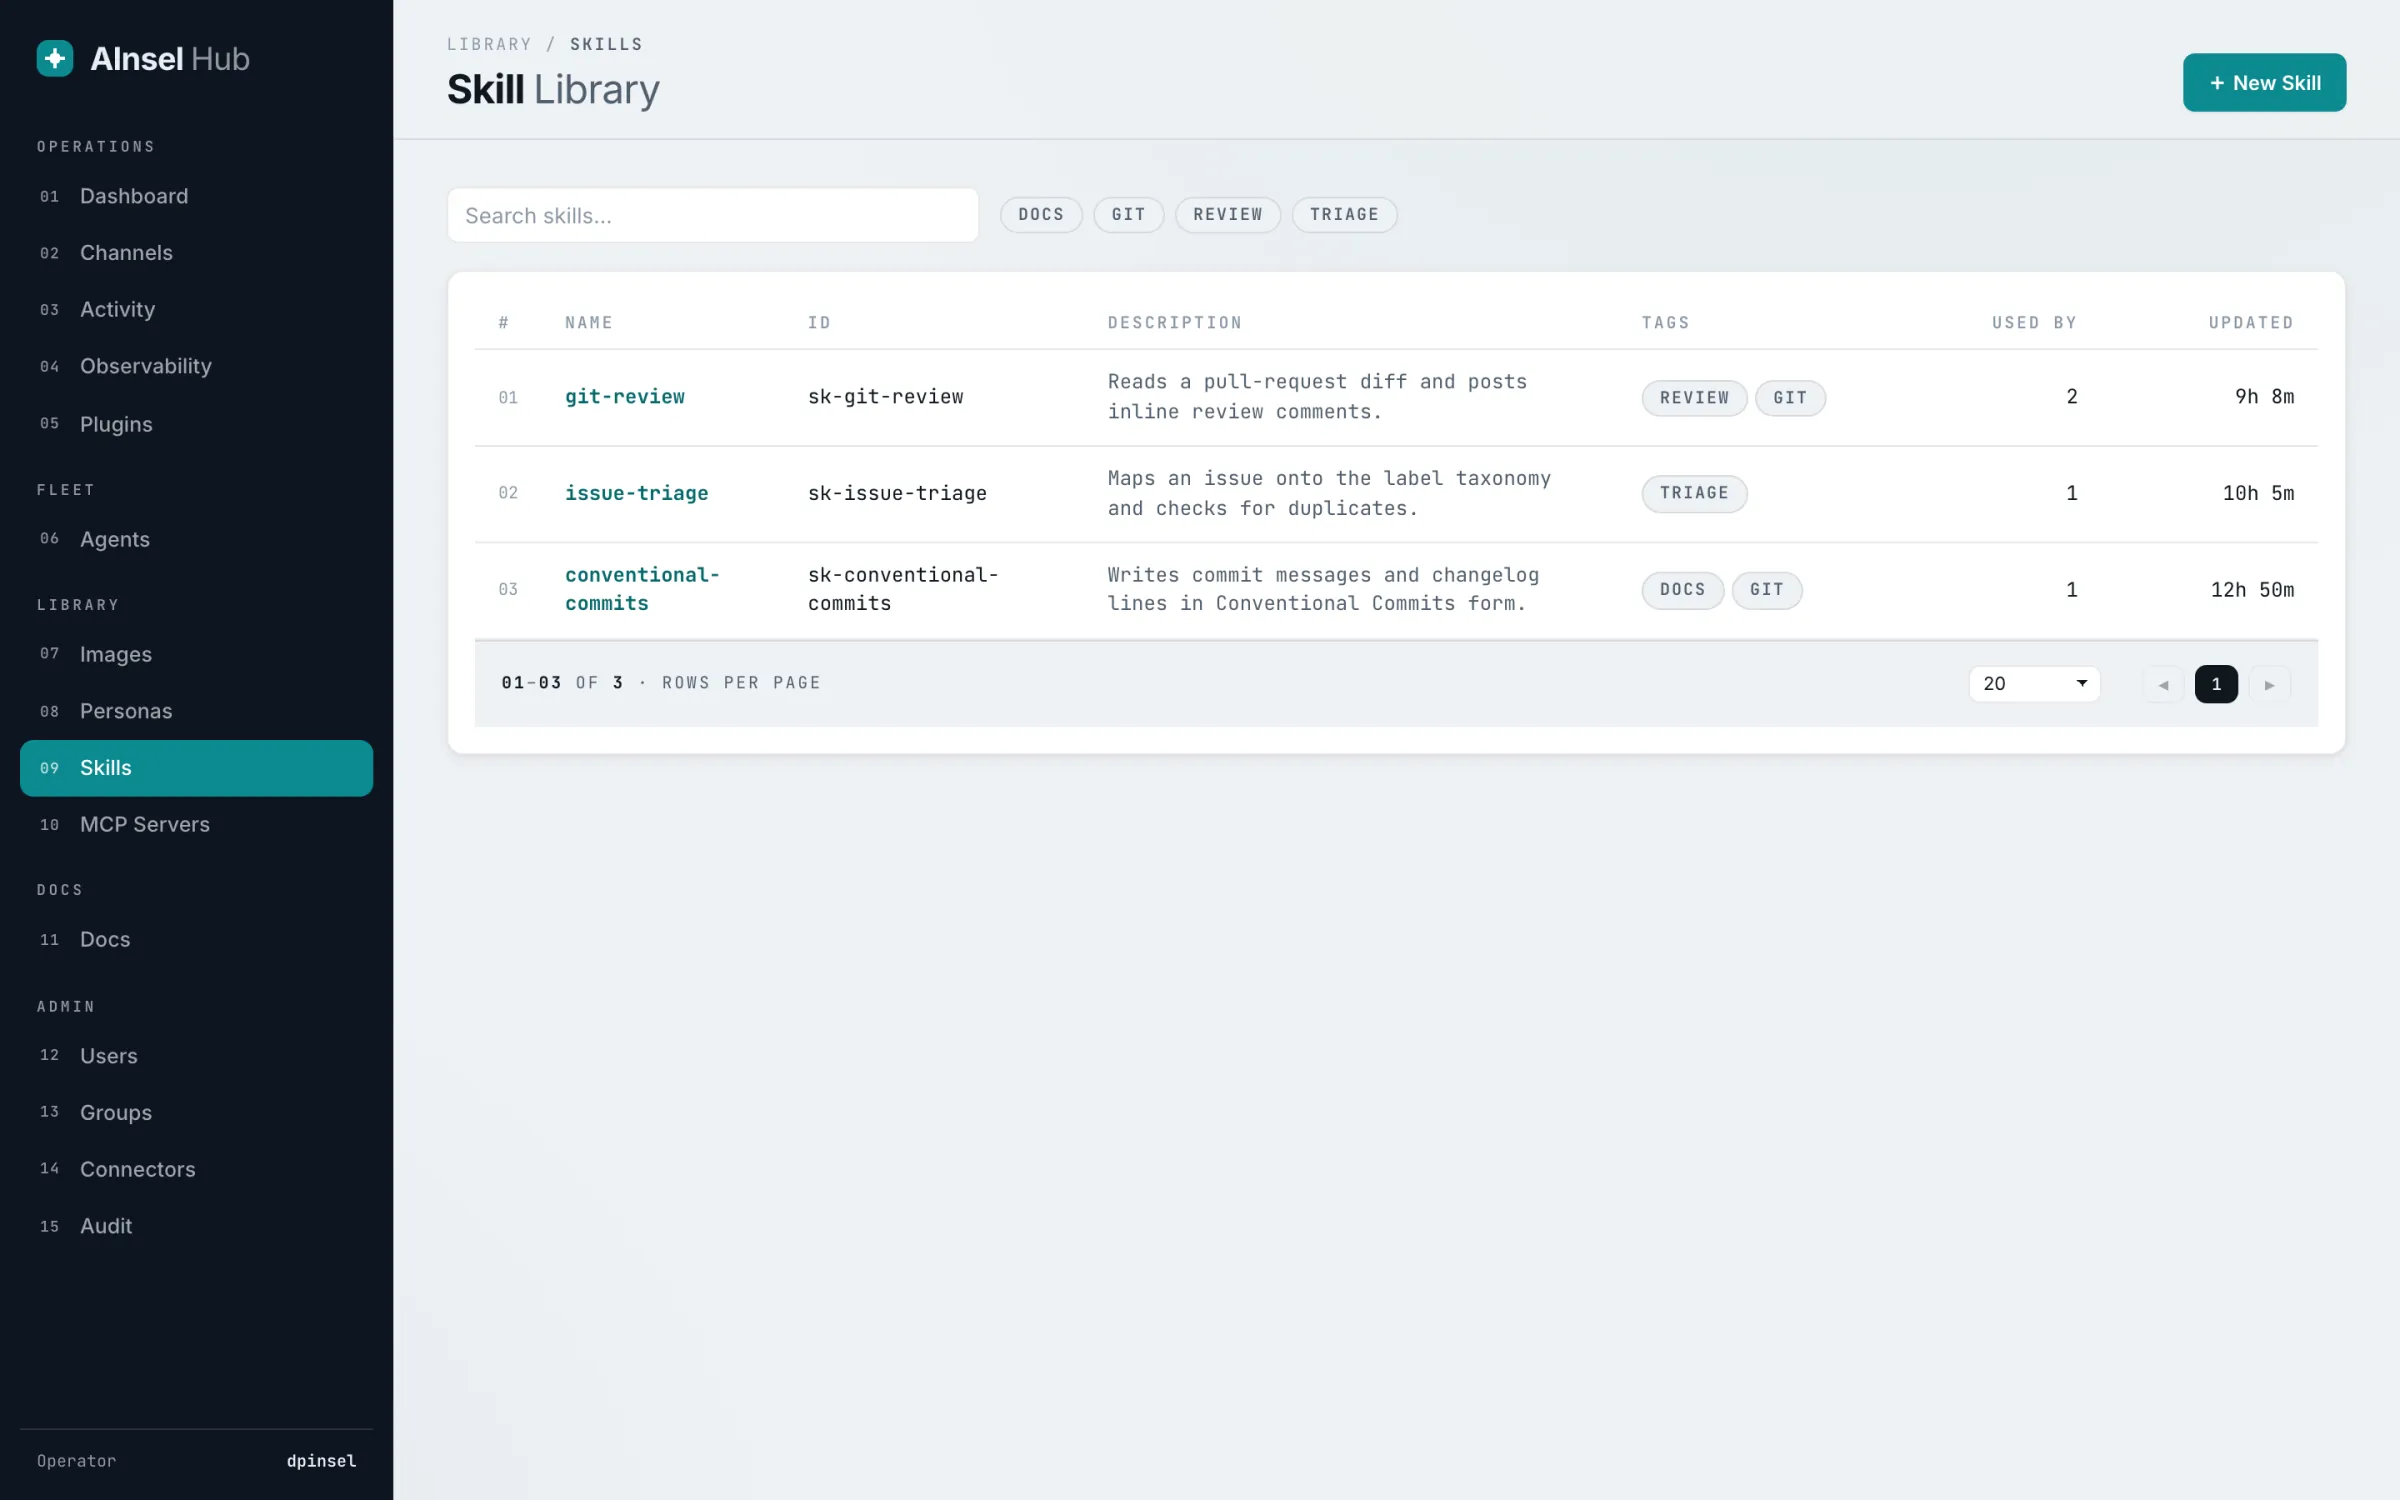 AInsel Hub
OPERATIONS
01 Dashboard
02 Channels
03 Activity
04 Observability
05 Plugins
FLEET
06 Agents
LIBRARY
07 Images
08 Personas
09 Skills
10 MCP Servers
DOCS
11 Docs
ADMIN
12 Users
13 Groups
14 Connectors
15 Audit
Operator dpinsel
LIBRARY / SKILLS
Skill Library
+ New Skill
Search skills...
DOCS GIT REVIEW TRIAGE
# NAME ID DESCRIPTION TAGS USED BY UPDATED
01 git-review sk-git-review Reads a pull-request diff and posts REVIEW GIT 2 9h 8m
inline review comments.
02 issue-triage sk-issue-triage Maps an issue onto the label taxonomy TRIAGE 1 10h 5m
and checks for duplicates.
03 conventional- sk-conventional- Writes commit messages and changelog DOCS GIT 1 12h 50m
commits commits lines in Conventional Commits form.
01–03 OF 3 · ROWS PER PAGE 20 ◀ 1 ▶